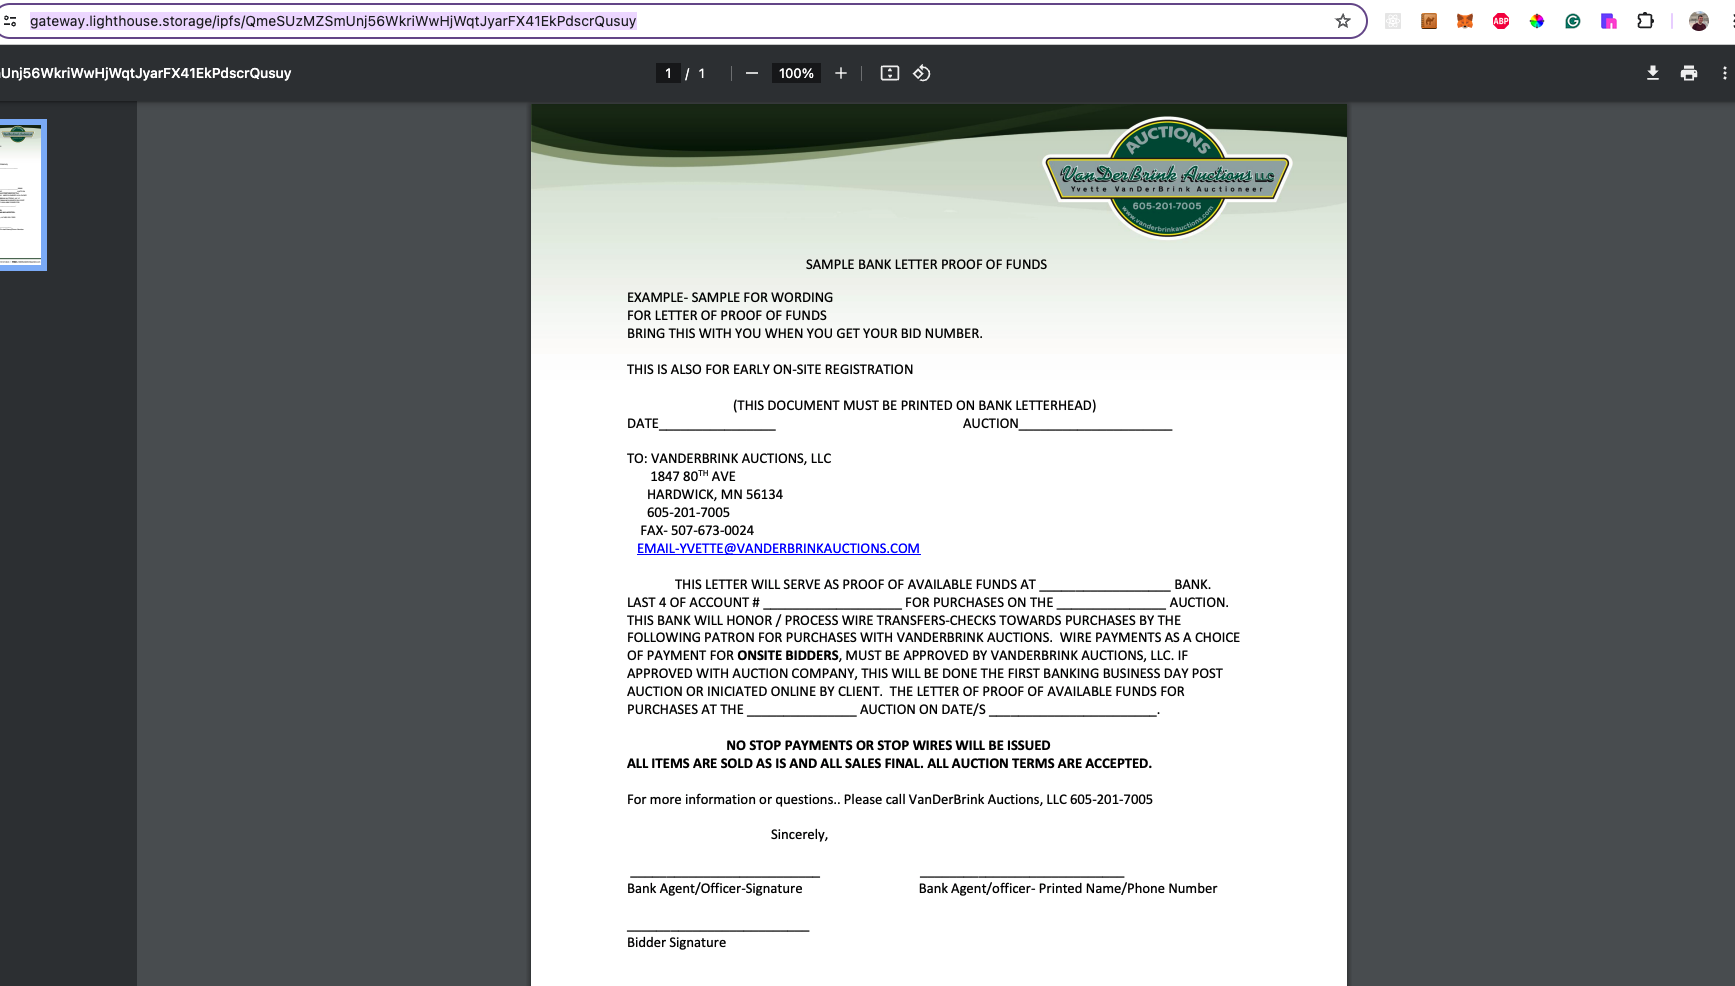 gateway.lighthouse.storage/ipfs/QmeSUzMZSmUnj56WkriWwHjWqtJyarFX41EkPdscrQusuy
ABP
Unj56WkriWwHjWqtJyarFX41EkPdscrQusuy
1 / 1
100%
AUCTIONS
VanDerBrink Auctions LLC
Yvette VanDerBrink Auctioneer
605-201-7005
www.vanderbrinkauctions.com
SAMPLE BANK LETTER PROOF OF FUNDS
EXAMPLE- SAMPLE FOR WORDING
FOR LETTER OF PROOF OF FUNDS
BRING THIS WITH YOU WHEN YOU GET YOUR BID NUMBER.
THIS IS ALSO FOR EARLY ON-SITE REGISTRATION
(THIS DOCUMENT MUST BE PRINTED ON BANK LETTERHEAD)
DATE________________ AUCTION_____________________
TO: VANDERBRINK AUCTIONS, LLC
1847 80TH AVE
HARDWICK, MN 56134
605-201-7005
FAX- 507-673-0024
EMAIL-YVETTE@VANDERBRINKAUCTIONS.COM
THIS LETTER WILL SERVE AS PROOF OF AVAILABLE FUNDS AT __________________ BANK.
LAST 4 OF ACCOUNT # ___________________ FOR PURCHASES ON THE _______________ AUCTION.
THIS BANK WILL HONOR / PROCESS WIRE TRANSFERS-CHECKS TOWARDS PURCHASES BY THE
FOLLOWING PATRON FOR PURCHASES WITH VANDERBRINK AUCTIONS. WIRE PAYMENTS AS A CHOICE
OF PAYMENT FOR ONSITE BIDDERS, MUST BE APPROVED BY VANDERBRINK AUCTIONS, LLC. IF
APPROVED WITH AUCTION COMPANY, THIS WILL BE DONE THE FIRST BANKING BUSINESS DAY POST
AUCTION OR INICIATED ONLINE BY CLIENT. THE LETTER OF PROOF OF AVAILABLE FUNDS FOR
PURCHASES AT THE _______________ AUCTION ON DATE/S _______________________.
NO STOP PAYMENTS OR STOP WIRES WILL BE ISSUED
ALL ITEMS ARE SOLD AS IS AND ALL SALES FINAL. ALL AUCTION TERMS ARE ACCEPTED.
For more information or questions.. Please call VanDerBrink Auctions, LLC 605-201-7005
Sincerely,
__________________________ ____________________________
Bank Agent/Officer-Signature Bank Agent/officer- Printed Name/Phone Number
_________________________
Bidder Signature